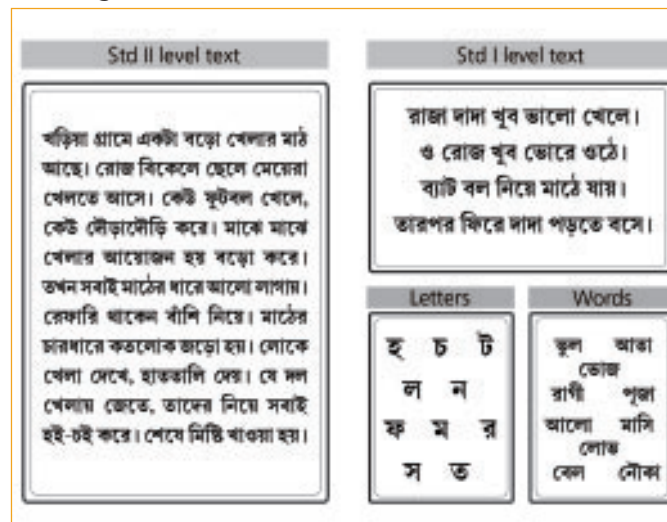 Std II level text
খড়িয়া গ্রামে একটা বড়ো খেলার মাঠ
আছে। রোজ বিকেলে ছেলে মেয়েরা
খেলতে আসে। কেউ ফুটবল খেলে,
কেউ দৌড়াদৌড়ি করে। মাঝে মাঝে
খেলার আয়োজন হয় বড়ো করে।
তখন সবাই মাঠের ধারে আলো লাগায়।
রেফারি থাকেন বাঁশি নিয়ে। মাঠের
চারধারে কতলোক জড়ো হয়। লোকে
খেলা দেখে, হাততালি দেয়। যে দল
খেলায় জেতে, তাদের নিয়ে সবাই
হই-চই করে। শেষে মিষ্টি খাওয়া হয়।
Std I level text
রাজা দাদা খুব ভালো খেলে।
ও রোজ খুব ভোরে ওঠে।
ব্যাট বল নিয়ে মাঠে যায়।
তারপর ফিরে দাদা পড়তে বসে।
Letters
হ চ ট
ল ন
ফ ম র
স ত
Words
আতা
ভোজ
রাগী পূজা
আলো মাসি
লোভ
বেল নৌকা